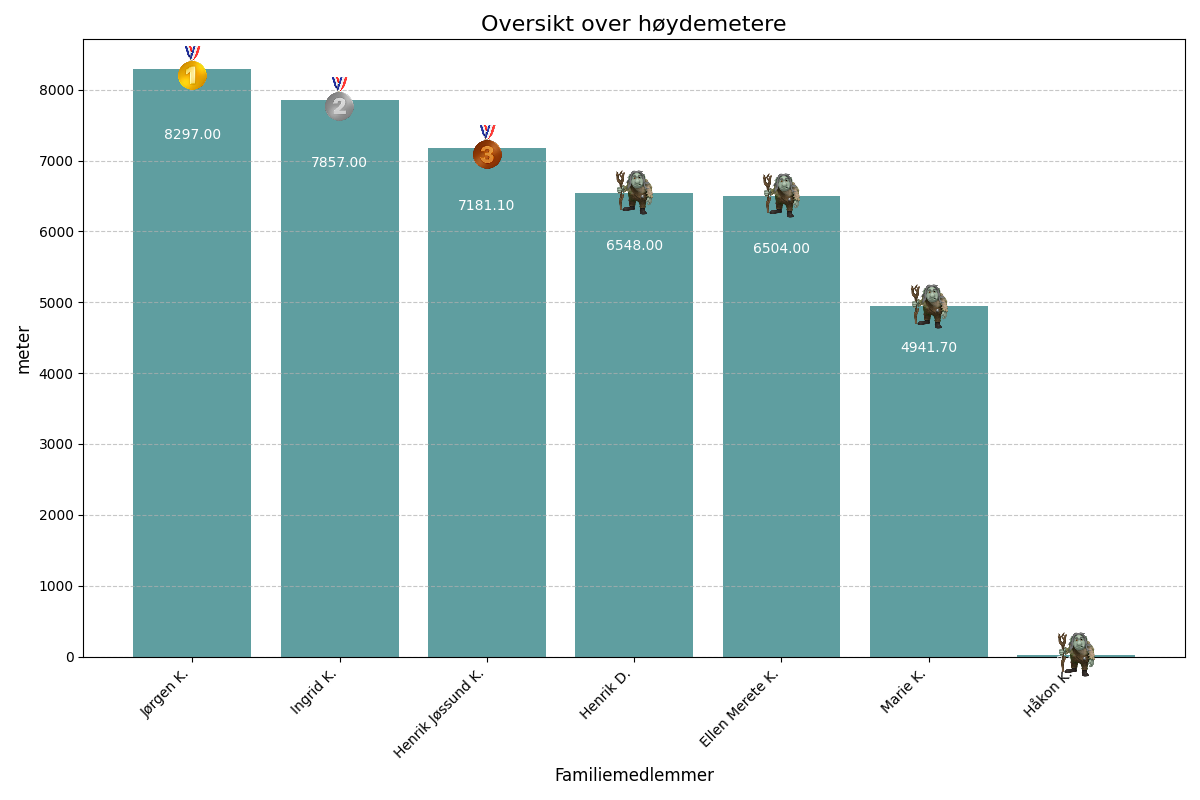 Oversikt over høydemetere
meter
8000
7000
6000
5000
4000
3000
2000
1000
0
1
2
3
8297.00
7857.00
7181.10
6548.00
6504.00
4941.70
Jørgen K.
Ingrid K.
Henrik Jøssund K.
Henrik D.
Ellen Merete K.
Marie K.
Håkon K.
Familiemedlemmer